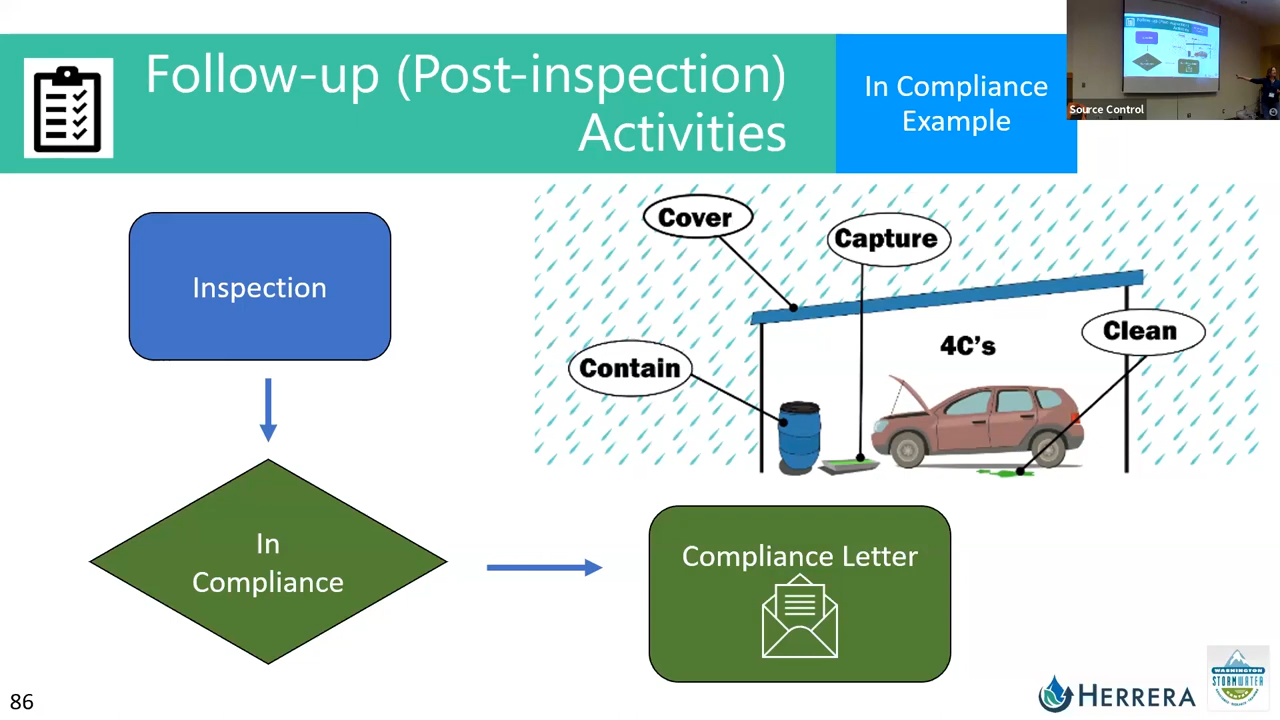 Follow-up (Post-inspection)
Activities
In Compliance
Example
Source Control
Inspection
In
Compliance
Compliance Letter
Cover
Capture
Contain
4C's
Clean
86
HERRERA
WASHINGTON
STORMWATER
CENTER